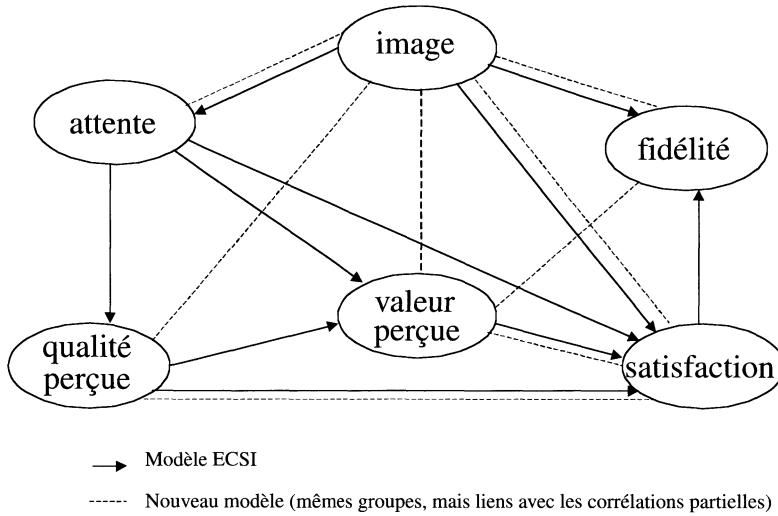 image
attente
fidélité
valeur
perçue
qualité
perçue
satisfaction
Modèle ECSI
Nouveau modèle (mêmes groupes, mais liens avec les corrélations partielles)